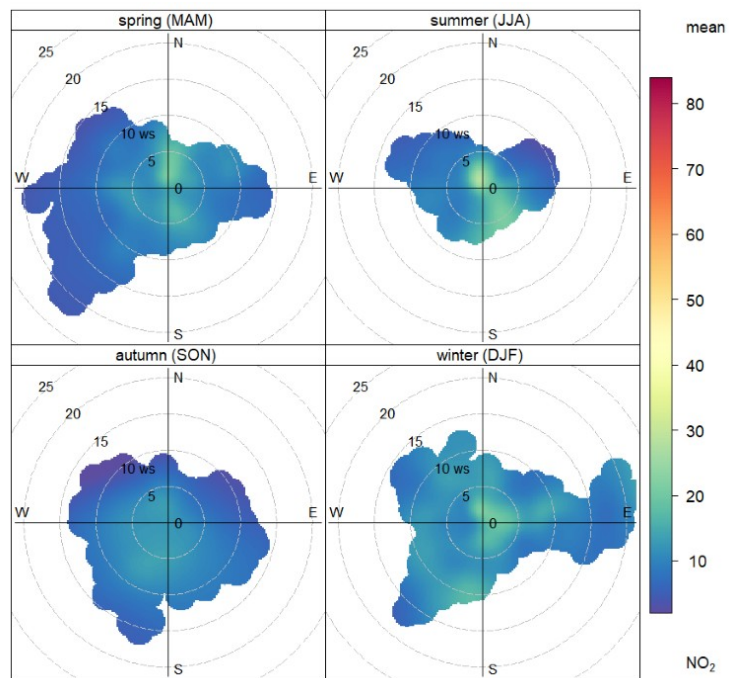 spring (MAM)
summer (JJA)
mean
25
20
15
10 ws
5
0
N
W
E
S
25
20
15
10 ws
5
0
N
W
E
S
autumn (SON)
winter (DJF)
25
20
15
10 ws
5
0
N
W
E
S
25
20
15
10 ws
5
0
N
W
E
S
80
70
60
50
40
30
20
10
NO₂